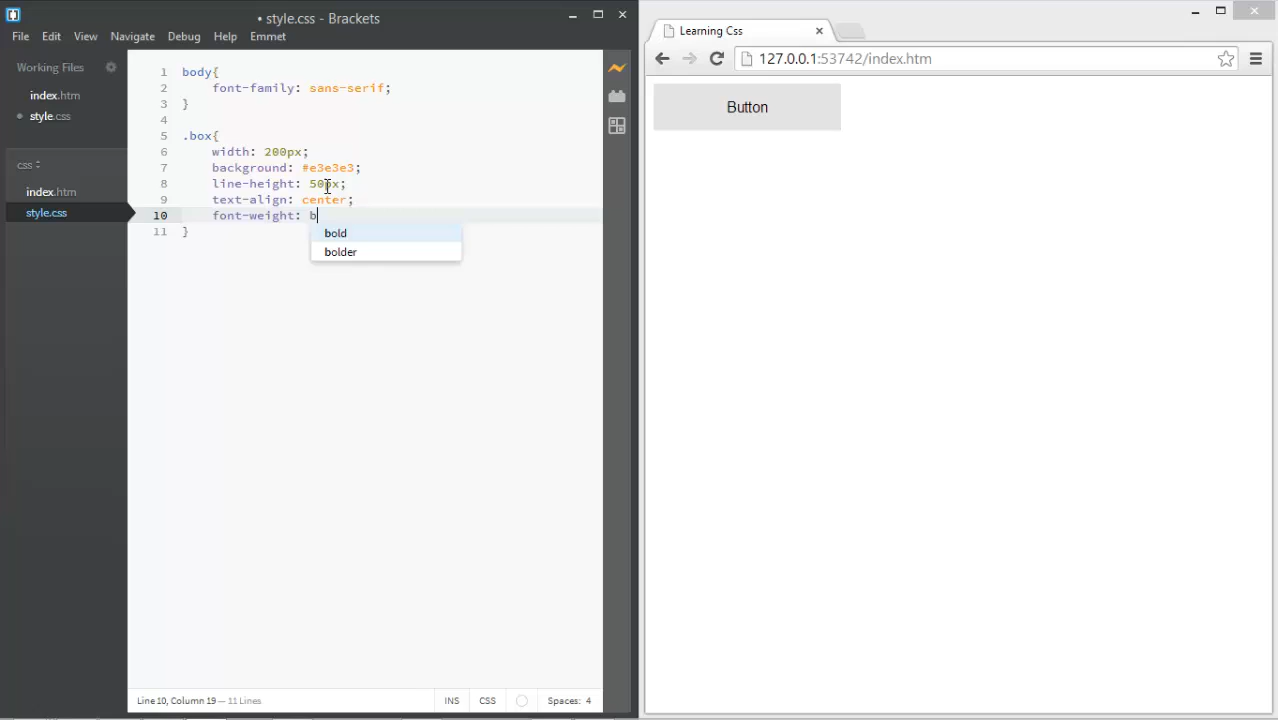 • style.css - Brackets
File Edit View Navigate Debug Help Emmet
Working Files
index.htm
• style.css
css
index.htm
style.css
1 body{
2 font-family: sans-serif;
3 }
4
5 .box{
6 width: 200px;
7 background: #e3e3e3;
8 line-height: 50px;
9 text-align: center;
10 font-weight: b
bold
bolder
11 }
Line 10, Column 19 — 11 Lines
INS CSS Spaces: 4
Learning Css
127.0.0.1:53742/index.htm
Button